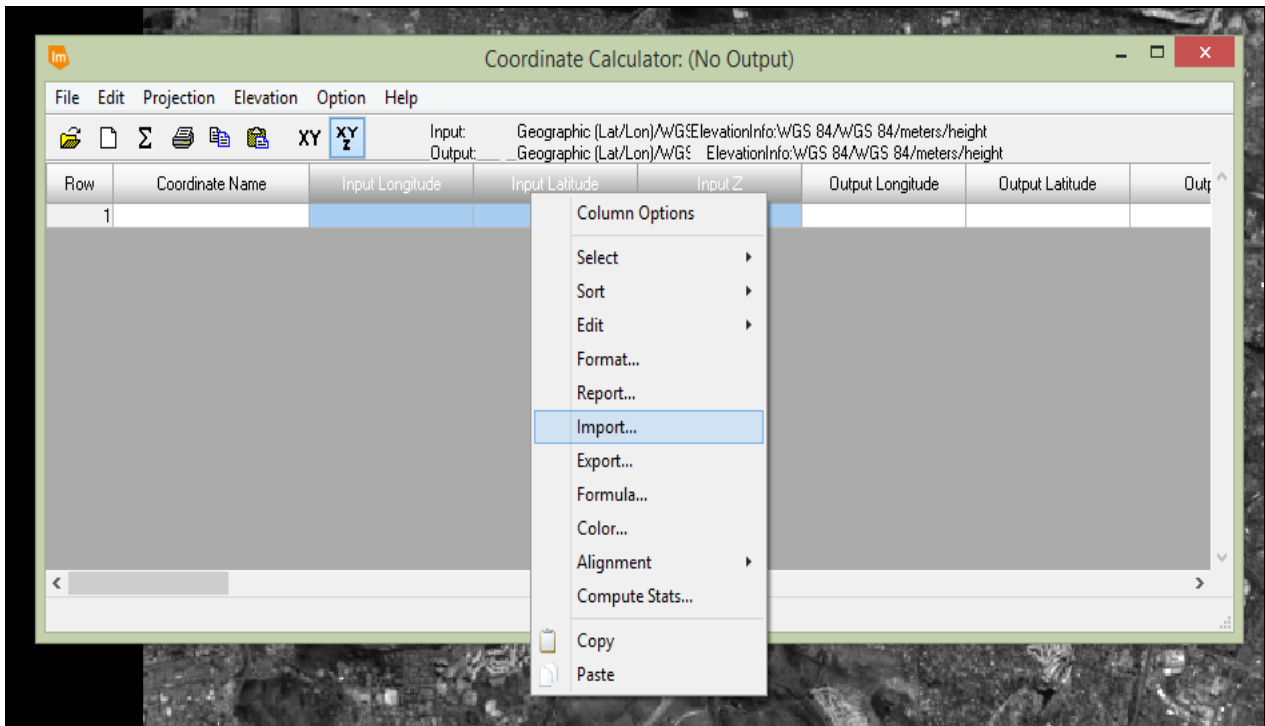 Im
Coordinate Calculator: (No Output)
File Edit Projection Elevation Option Help
XY XY Z
Input: Geographic (Lat/Lon)/WGS ElevationInfo:WGS 84/WGS 84/meters/height
Output: Geographic (Lat/Lon)/WGS ElevationInfo:WGS 84/WGS 84/meters/height
Row Coordinate Name Input Longitude Input Latitude Input Z Output Longitude Output Latitude Outp
1
Column Options
Select
Sort
Edit
Format...
Report...
Import...
Export...
Formula...
Color...
Alignment
Compute Stats...
Copy
Paste